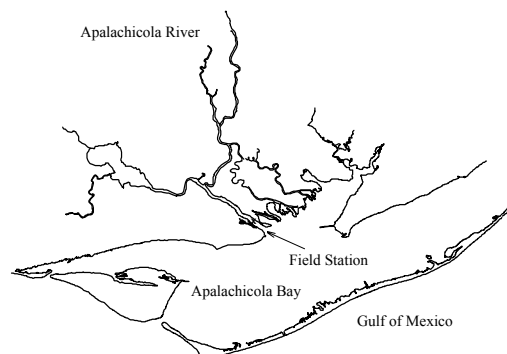 Apalachicola River
Field Station
Apalachicola Bay
Gulf of Mexico